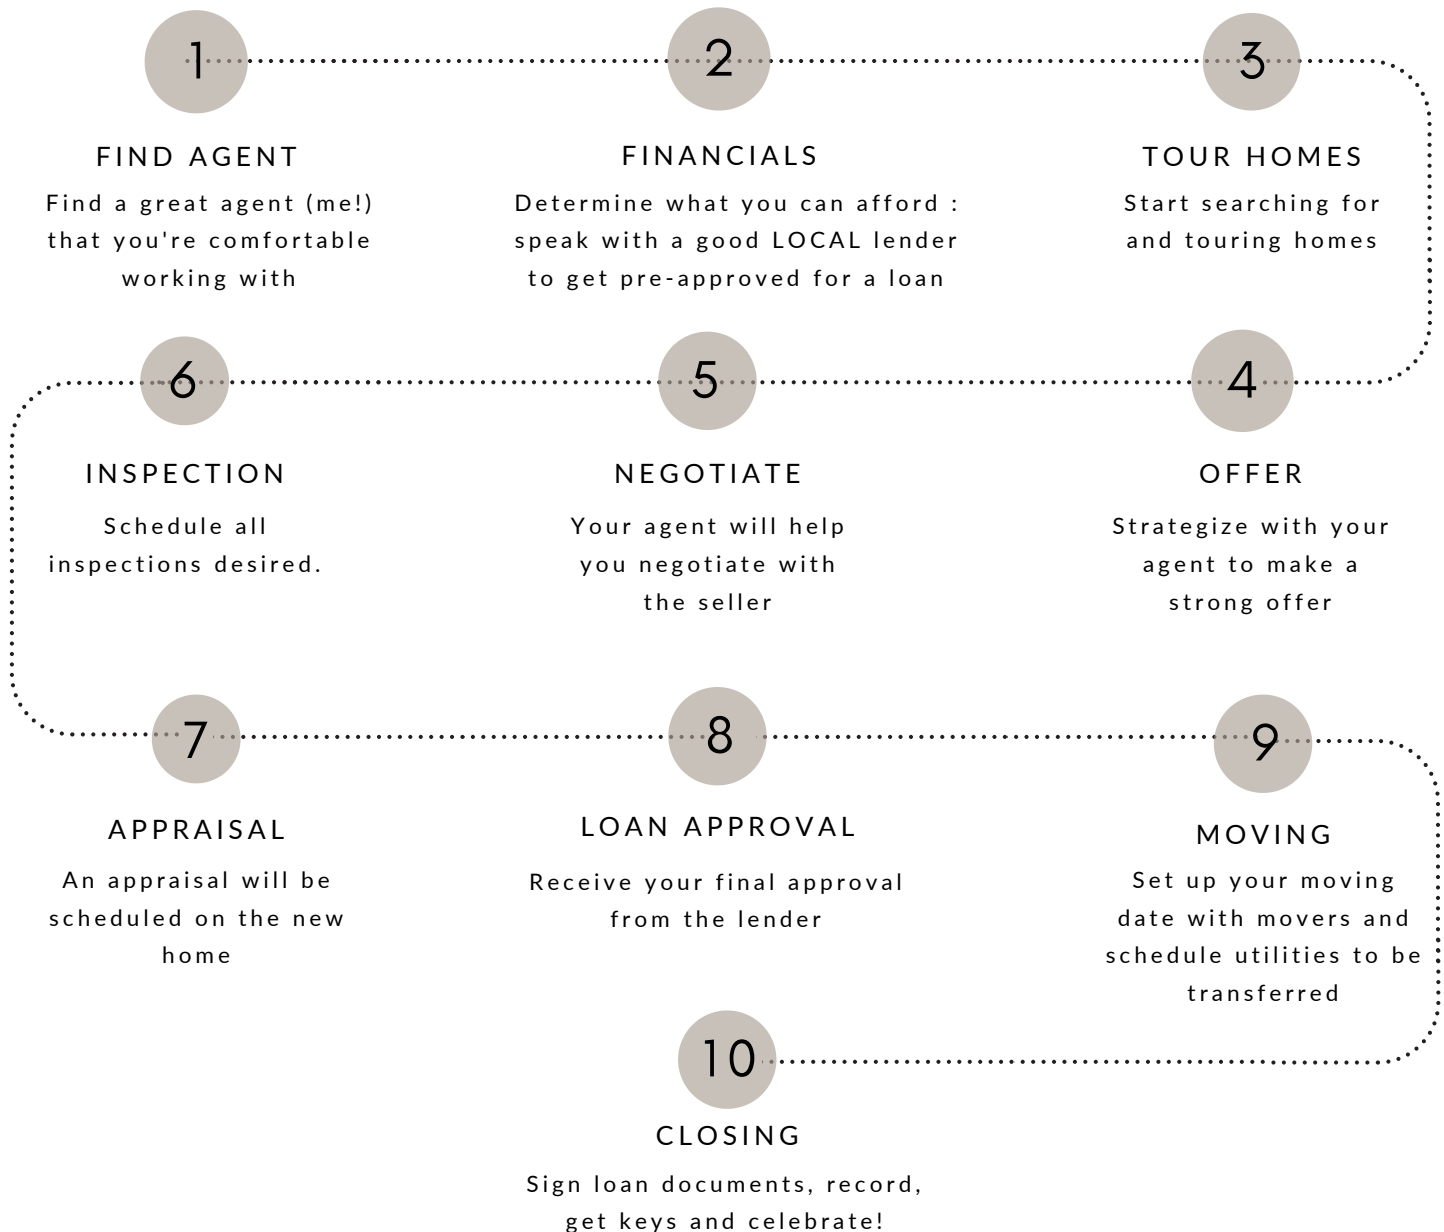 1
FIND AGENT
Find a great agent (me!)
that you're comfortable
working with
2
FINANCIALS
Determine what you can afford :
speak with a good LOCAL lender
to get pre-approved for a loan
3
TOUR HOMES
Start searching for
and touring homes
4
OFFER
Strategize with your
agent to make a
strong offer
5
NEGOTIATE
Your agent will help
you negotiate with
the seller
6
INSPECTION
Schedule all
inspections desired.
7
APPRAISAL
An appraisal will be
scheduled on the new
home
8
LOAN APPROVAL
Receive your final approval
from the lender
9
MOVING
Set up your moving
date with movers and
schedule utilities to be
transferred
10
CLOSING
Sign loan documents, record,
get keys and celebrate!